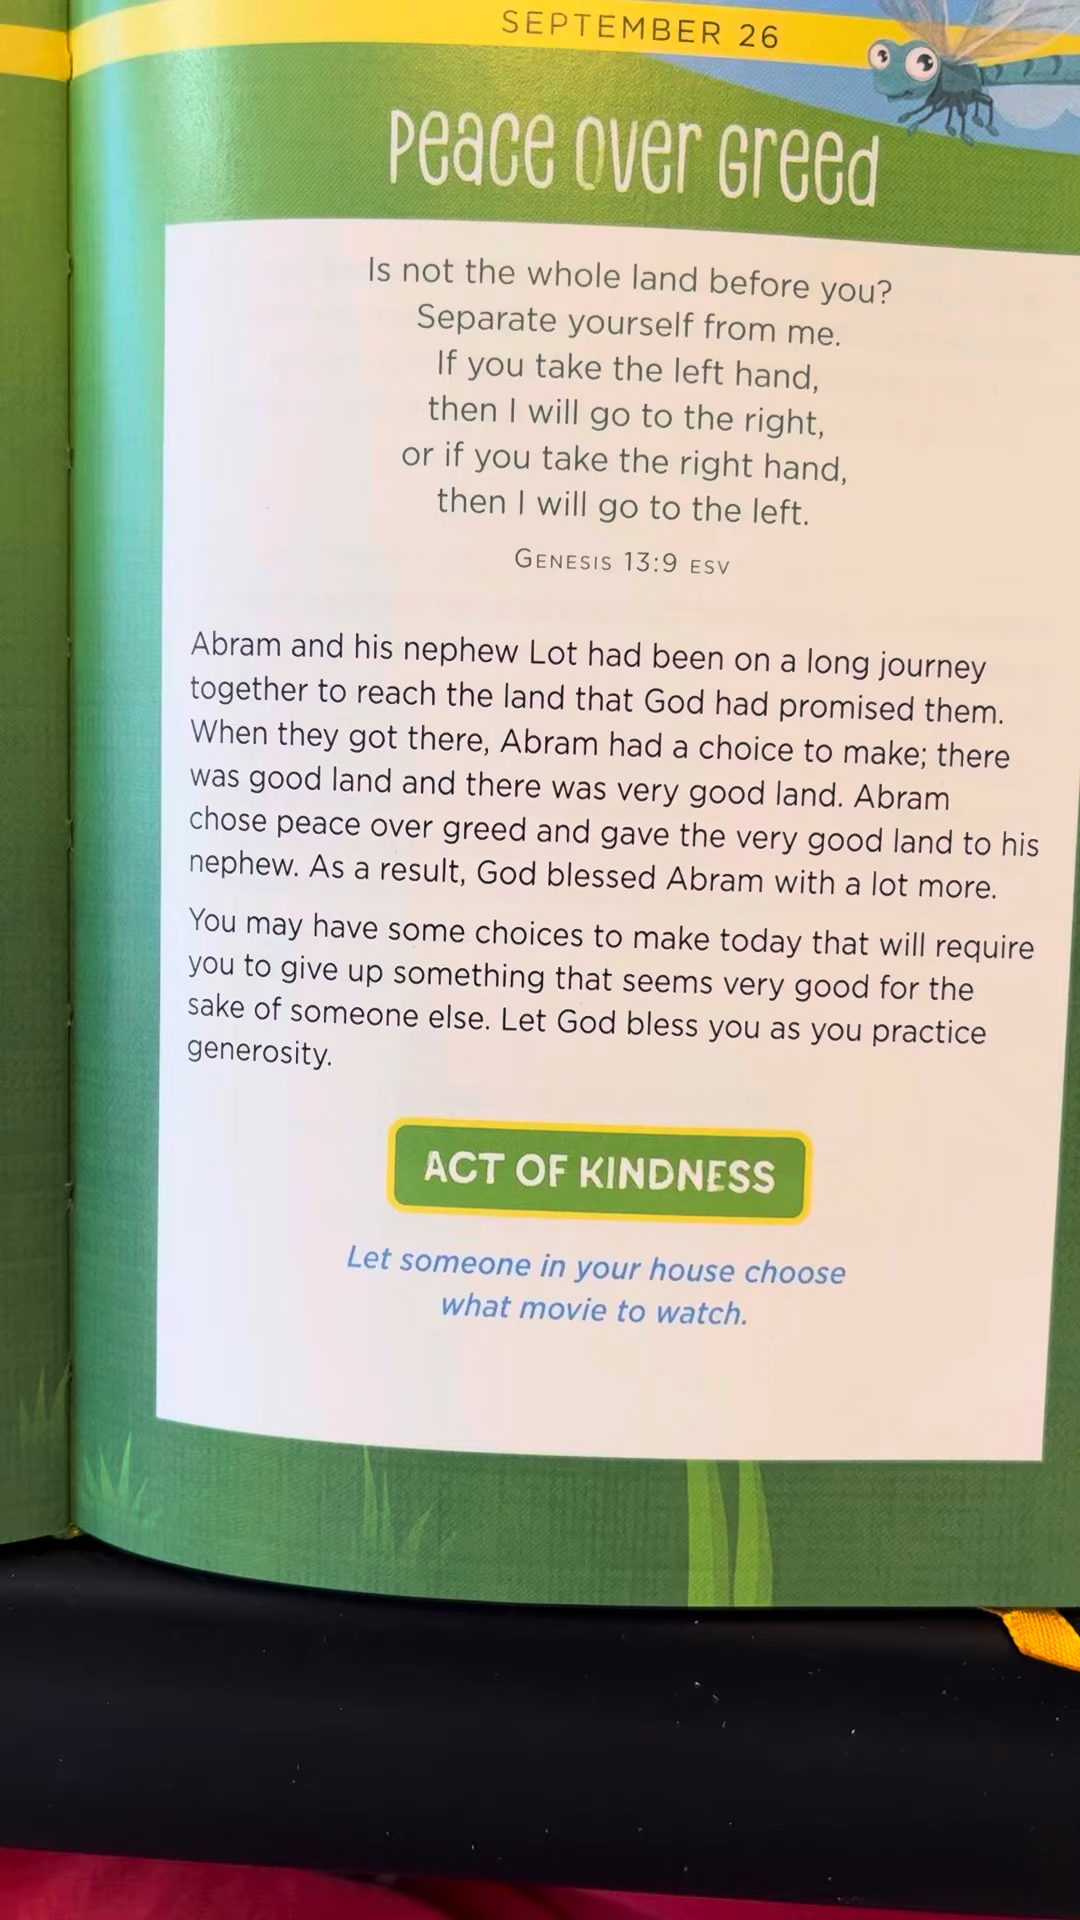 SEPTEMBER 26
Peace over Greed
Is not the whole land before you?
Separate yourself from me.
If you take the left hand,
then I will go to the right,
or if you take the right hand,
then I will go to the left.
GENESIS 13:9 ESV
Abram and his nephew Lot had been on a long journey
together to reach the land that God had promised them.
When they got there, Abram had a choice to make; there
was good land and there was very good land. Abram
chose peace over greed and gave the very good land to his
nephew. As a result, God blessed Abram with a lot more.
You may have some choices to make today that will require
you to give up something that seems very good for the
sake of someone else. Let God bless you as you practice
generosity.
ACT OF KINDNESS
Let someone in your house choose
what movie to watch.